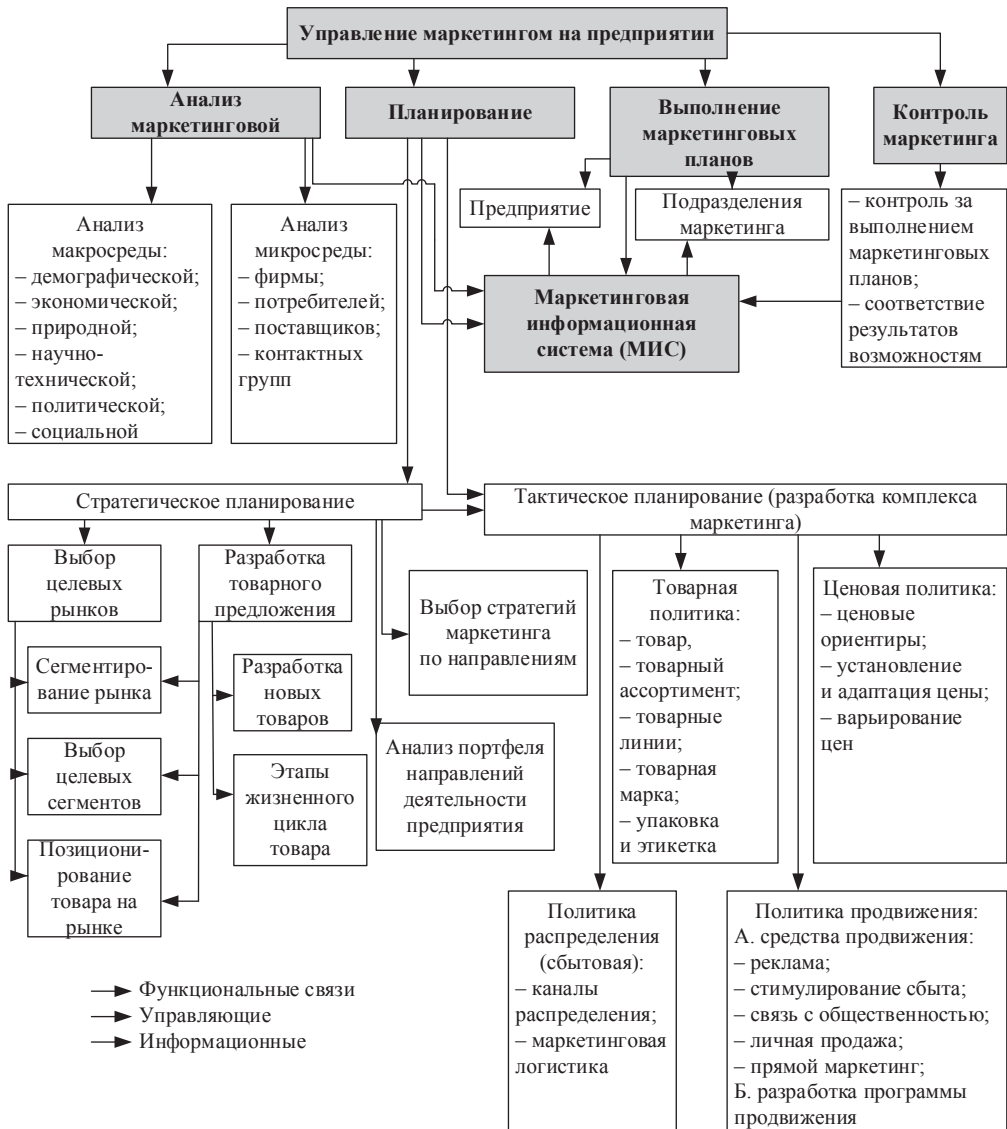 Управление маркетингом на предприятии
Анализ
маркетинговой
Планирование
Выполнение
маркетинговых
планов
Контроль
маркетинга
Предприятие
Подразделения
маркетинга
Анализ
макросреды:
– демографической;
– экономической;
– природной;
– научно-
технической;
– политической;
– социальной
Анализ
микросреды:
– фирмы;
– потребителей;
– поставщиков;
– контактных
групп
Маркетинговая
информационная
система (МИС)
– контроль за
выполнением
маркетинговых
планов;
– соответствие
результатов
возможностям
Стратегическое планирование
Тактическое планирование (разработка комплекса
маркетинга)
Выбор
целевых
рынков
Разработка
товарного
предложения
Сегментиро-
вание рынка
Выбор
целевых
сегментов
Позициони-
рование
товара на
рынке
Разработка
новых
товаров
Этапы
жизненного
цикла
товара
Выбор стратегий
маркетинга
по направлениям
Анализ портфеля
направлений
деятельности
предприятия
Товарная
политика:
– товар,
– товарный
ассортимент;
– товарные
линии;
– товарная
марка;
– упаковка
и этикетка
Ценовая политика:
– ценовые
ориентиры;
– установление
и адаптация цены;
– варьирование
цен
Политика
распределения
(сбытовая):
– каналы
распределения;
– маркетинговая
логистика
Политика продвижения:
А. средства продвижения:
– реклама;
– стимулирование сбыта;
– связь с общественностью;
– личная продажа;
– прямой маркетинг;
Б. разработка программы
продвижения
Функциональные связи
Управляющие
Информационные